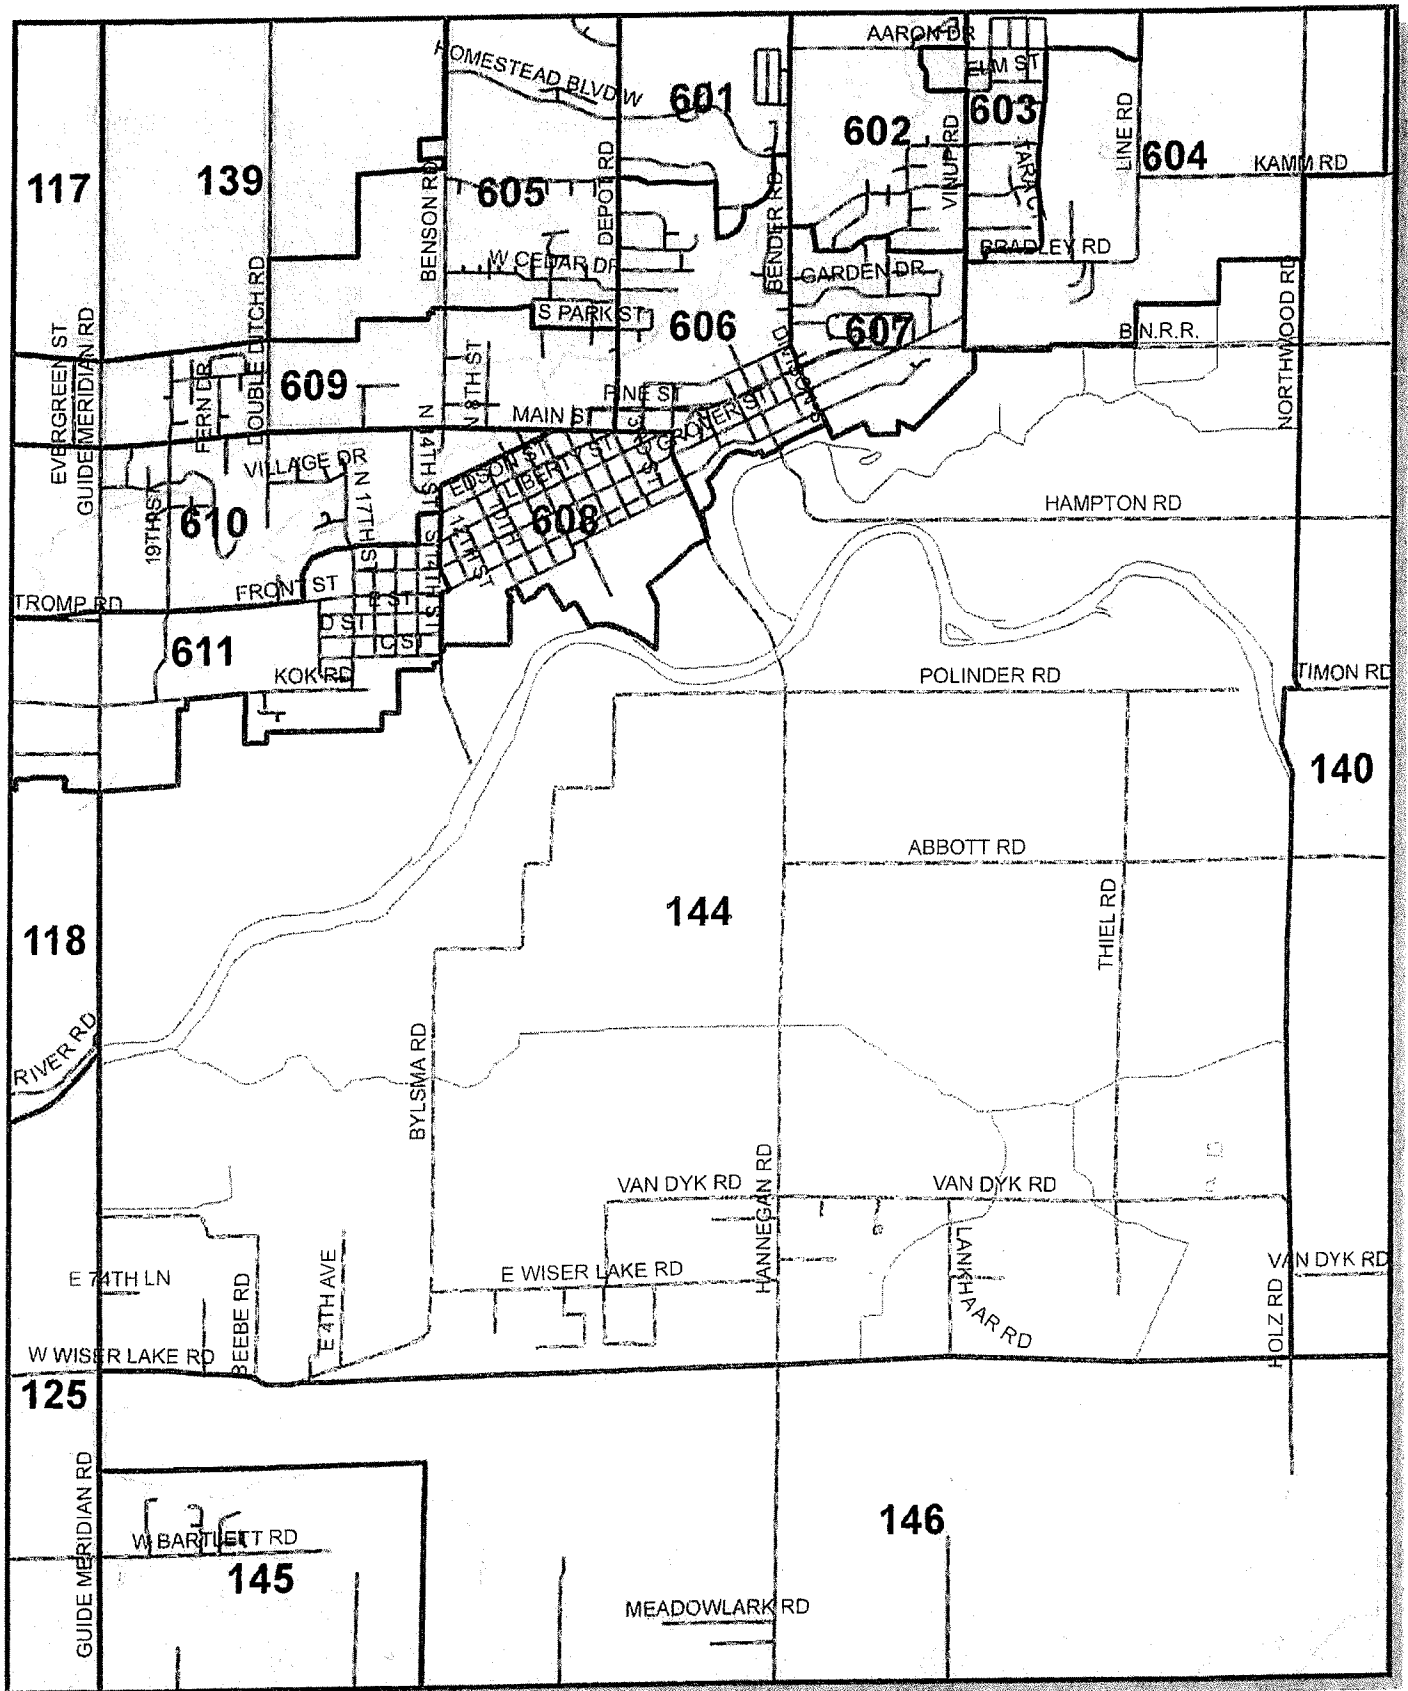 AARON DR
HOMESTEAD BLVD W
ELM ST
601
603
602
LINE RD
604
KAMM RD
117
139
BENSON RD
605
DEPOT RD
BENDER RD
VINUP RD
BRADLEY RD
W CEDAR DR
GARDEN DR
DOUBLE DITCH RD
NORTHWOOD RD
S PARK ST
606
607
B.N.R.R.
EVERGREEN ST
GUIDE MERIDIAN RD
FERN DR
609
N 8TH ST
PINE ST
MAIN ST
GROVER ST
N 14TH ST
EDSON ST
LIBERTY ST
VILLAGE DR
N 17TH ST
10TH
19TH ST
610
608
HAMPTON RD
11TH ST
S 14TH ST
FRONT ST
TROMP RD
E ST
D ST
C ST
611
KOK RD
POLINDER RD
TIMON RD
140
ABBOTT RD
144
THIEL RD
118
RIVER RD
BYLSMA RD
HANNEGAN RD
VAN DYK RD
VAN DYK RD
LANKHAAR RD
VAN DYK RD
E 74TH LN
E WISER LAKE RD
E 4TH AVE
BEEBE RD
HOLZ RD
W WISER LAKE RD
125
GUIDE MERIDIAN RD
146
W BARTLETT RD
145
MEADOWLARK RD